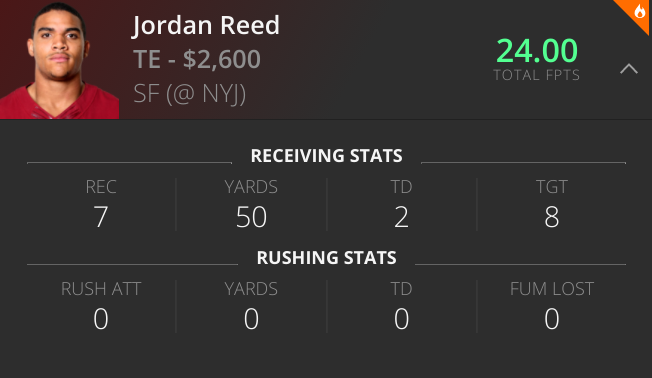 Jordan Reed
TE - $2,600
SF (@ NYJ)
24.00
TOTAL FPTS
RECEIVING STATS
REC YARDS TD TGT
7 50 2 8
RUSHING STATS
RUSH ATT YARDS TD FUM LOST
0 0 0 0